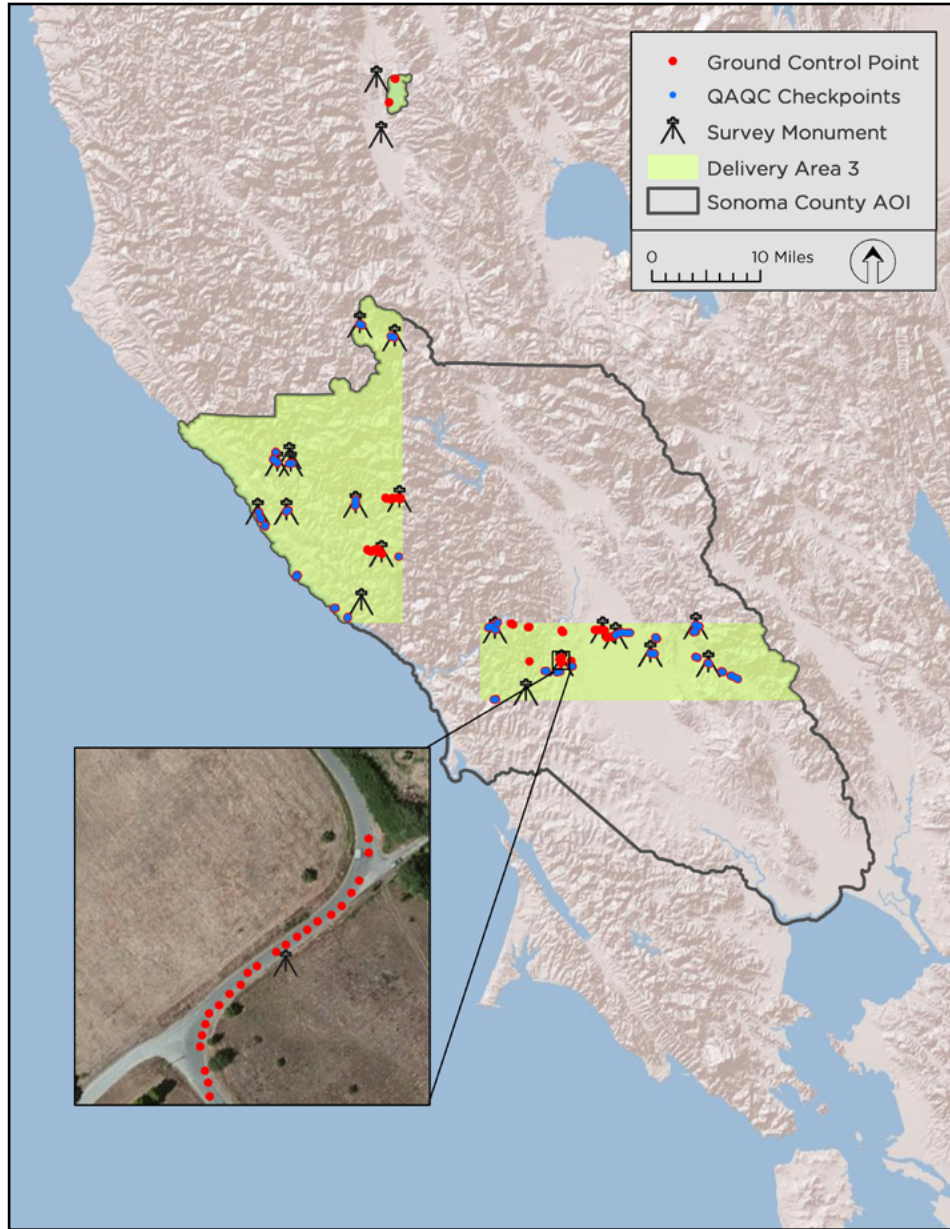 Ground Control Point
QAQC Checkpoints
Survey Monument
Delivery Area 3
Sonoma County AOI
0 10 Miles